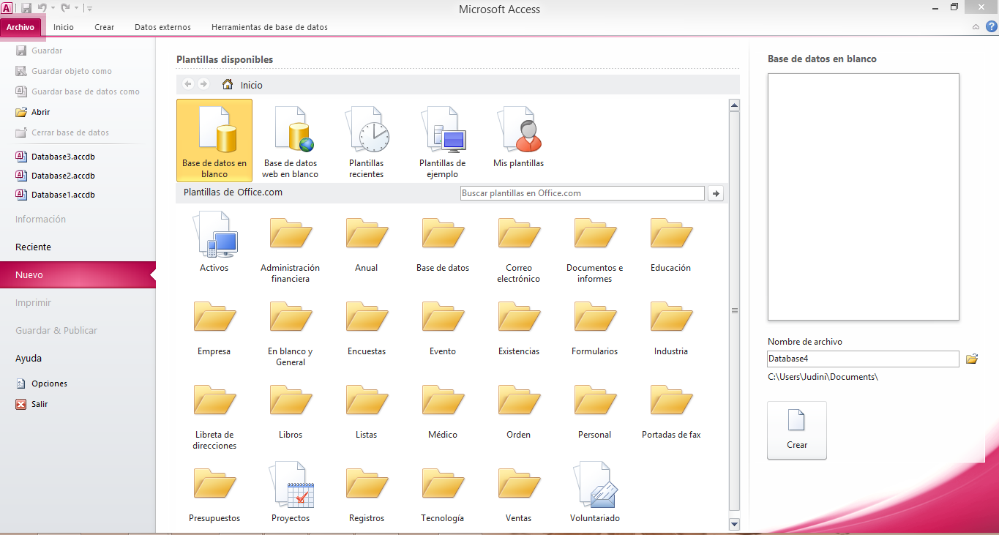 Microsoft Access
Archivo Inicio Crear Datos externos Herramientas de base de datos
Guardar
Guardar objeto como
Guardar base de datos como
Abrir
Cerrar base de datos
Database3.accdb
Database2.accdb
Database1.accdb
Información
Reciente
Nuevo
Imprimir
Guardar & Publicar
Ayuda
Opciones
Salir
Plantillas disponibles
Inicio
Base de datos en
blanco
Base de datos
web en blanco
Plantillas
recientes
Plantillas de
ejemplo
Mis plantillas
Plantillas de Office.com
Buscar plantillas en Office.com
Activos
Administración
financiera
Anual
Base de datos
Correo
electrónico
Documentos e
informes
Educación
Empresa
En blanco y
General
Encuestas
Evento
Existencias
Formularios
Industria
Libreta de
direcciones
Libros
Listas
Médico
Orden
Personal
Portadas de fax
Presupuestos
Proyectos
Registros
Tecnología
Ventas
Voluntariado
Base de datos en blanco
Nombre de archivo
Database4
C:\Users\Judini\Documents\
Crear